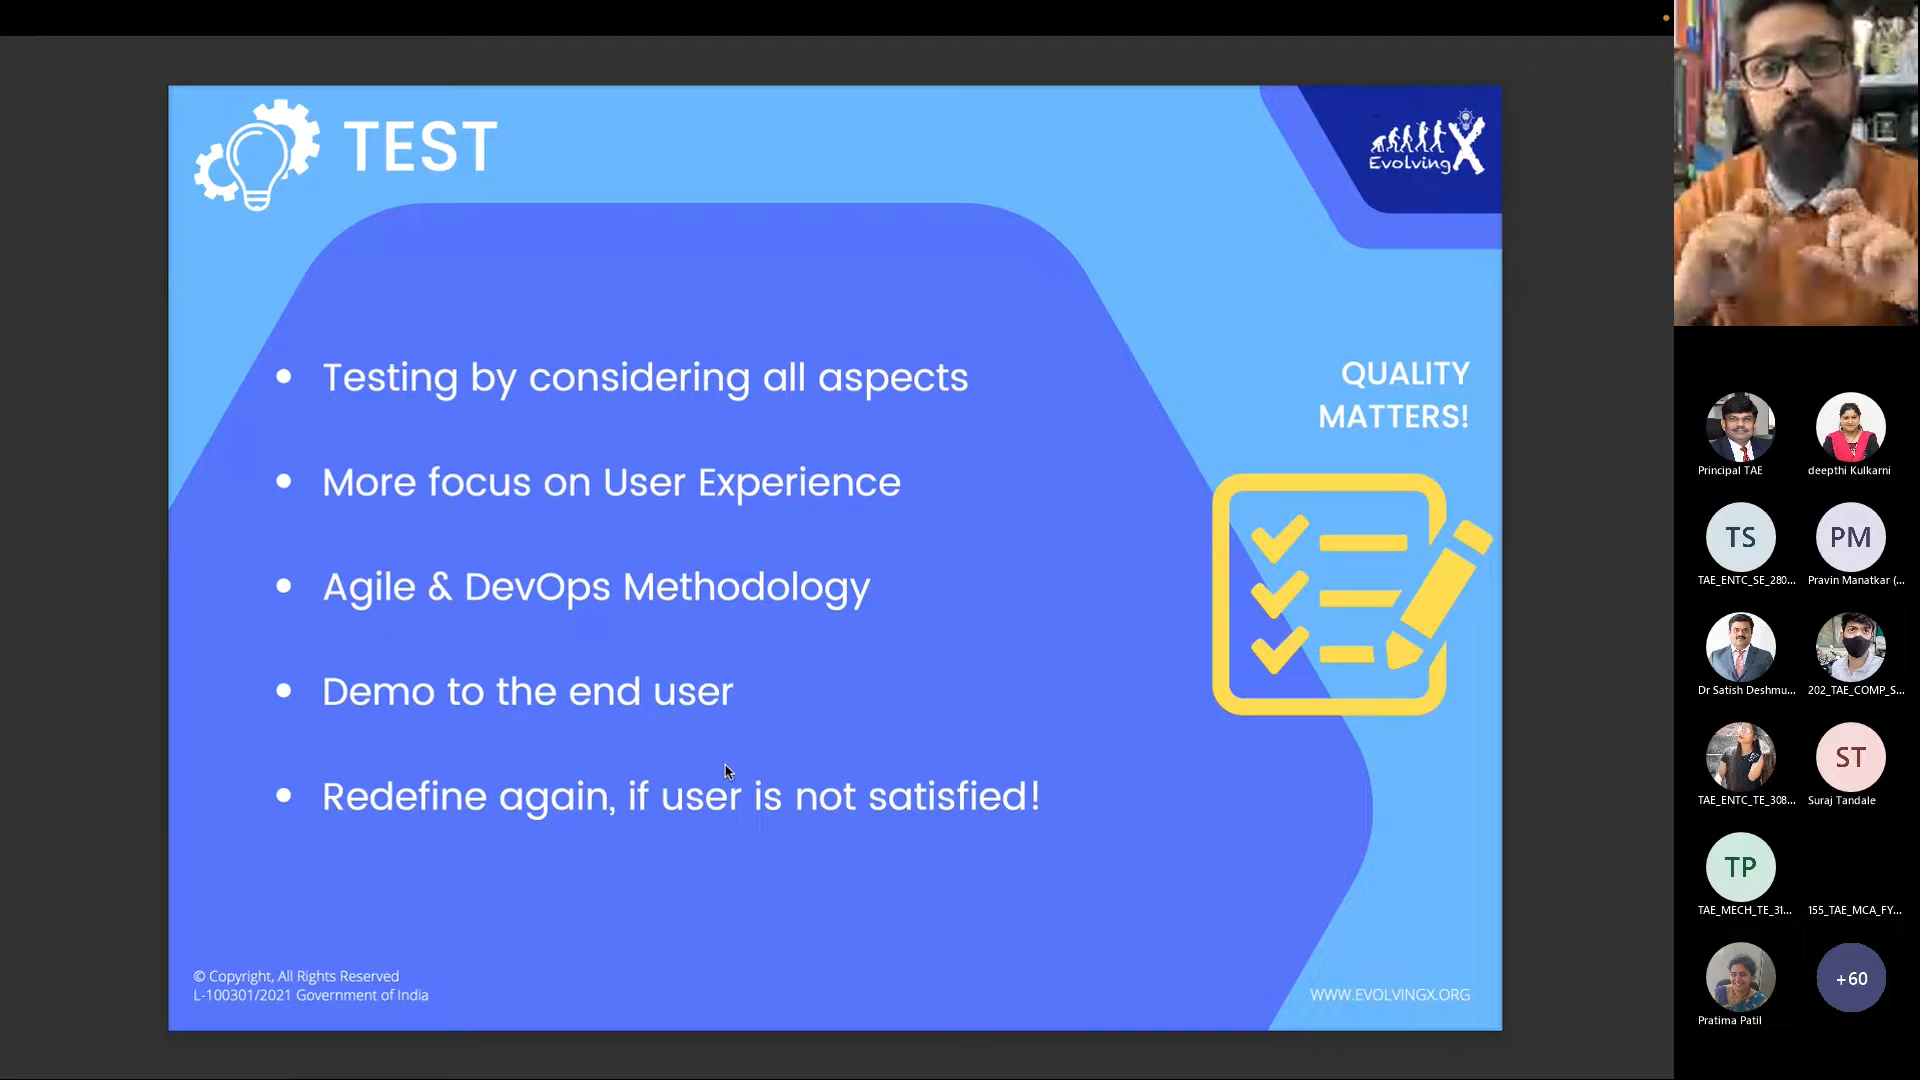 TEST
Evolving X
Testing by considering all aspects
More focus on User Experience
Agile & DevOps Methodology
Demo to the end user
Redefine again, if user is not satisfied!
QUALITY
MATTERS!
© Copyright, All Rights Reserved
L-100301/2021 Government of India
WWW.EVOLVINGX.ORG
Principal TAE
deepthi Kulkarni
TS
PM
TAE_ENTC_SE_280...
Pravin Manatkar (...
Dr Satish Deshmu...
202_TAE_COMP_S...
ST
TAE_ENTC_TE_308...
Suraj Tandale
TP
TAE_MECH_TE_31...
155_TAE_MCA_FY...
+60
Pratima Patil